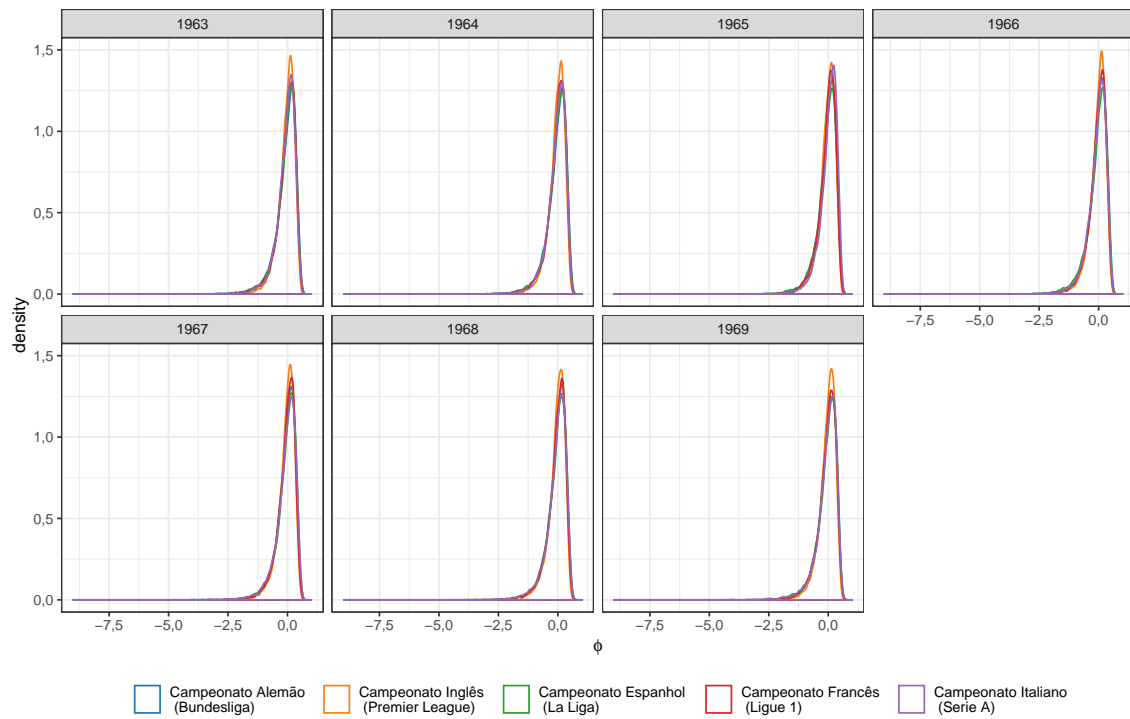 1963
1964
1965
1966
1,5
1,0
0,5
0,0
−7,5 −5,0 −2,5 0,0
density
1967
1968
1969
1,5
1,0
0,5
0,0
−7,5 −5,0 −2,5 0,0
−7,5 −5,0 −2,5 0,0
−7,5 −5,0 −2,5 0,0
ϕ
Campeonato Alemão
(Bundesliga)
Campeonato Inglês
(Premier League)
Campeonato Espanhol
(La Liga)
Campeonato Francês
(Ligue 1)
Campeonato Italiano
(Serie A)